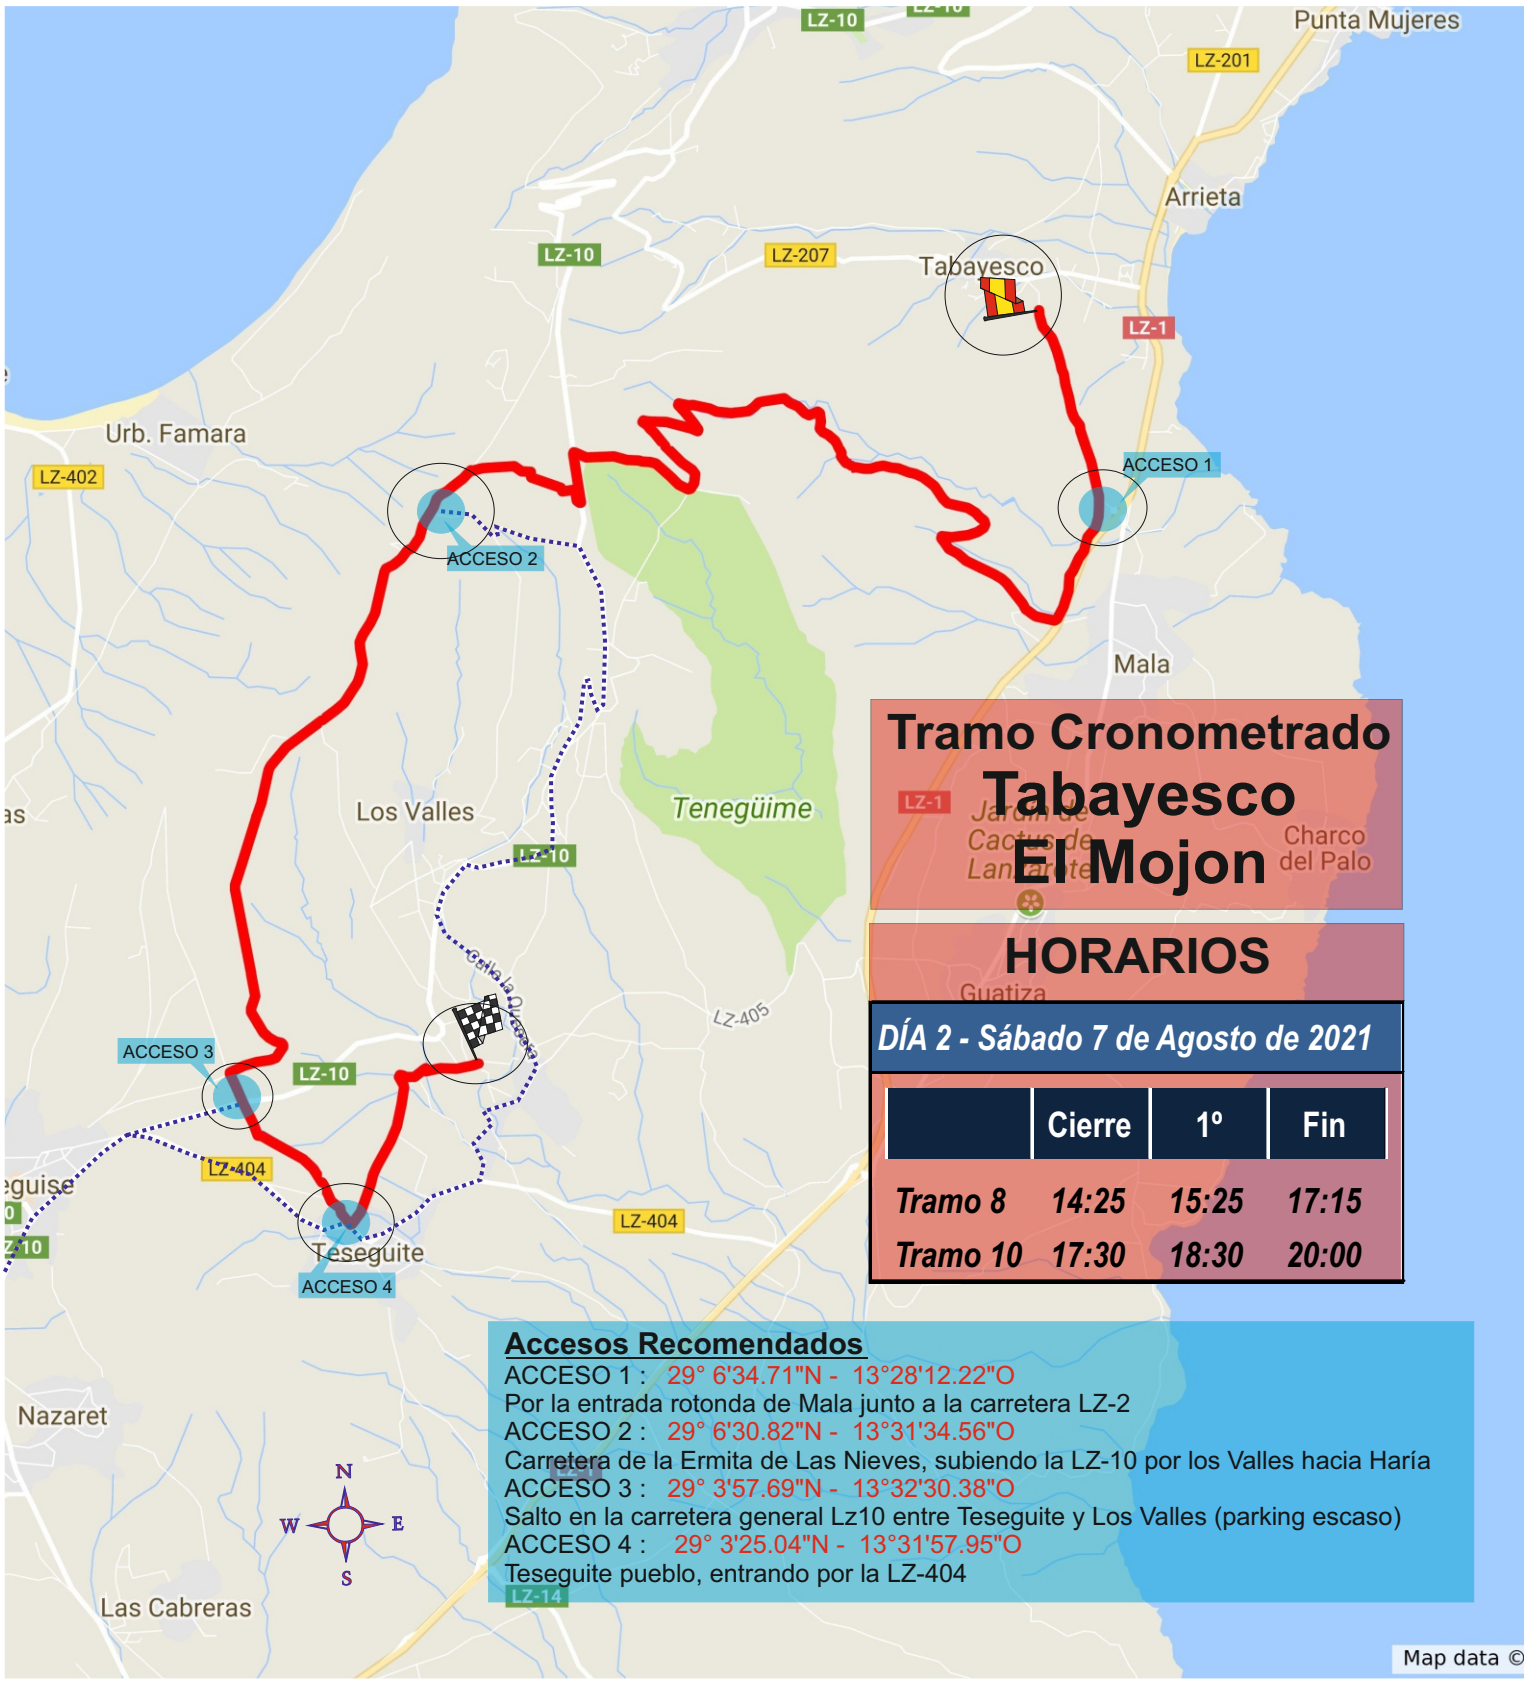 LZ-10
LZ-10
Punta Mujeres
LZ-201
Arrieta
LZ-10
LZ-207
Tabayesco
LZ-1
Urb. Famara
LZ-402
ACCESO 1
ACCESO 2
Mala
Los Valles
Tenegüime
LZ-10
as
LZ-1
Jardín de
Cactus de
Lanzarote
Charco
del Palo
Tramo Cronometrado
Tabayesco
El Mojon
HORARIOS
Guatiza
DÍA 2 - Sábado 7 de Agosto de 2021
Cierre 1º Fin
Tramo 8 14:25 15:25 17:15
Tramo 10 17:30 18:30 20:00
LZ-405
ACCESO 3
LZ-10
LZ-404
eguise
0
Z-10
LZ-404
Teseguite
ACCESO 4
Accesos Recomendados
ACCESO 1 : 29° 6'34.71"N - 13°28'12.22"O
Por la entrada rotonda de Mala junto a la carretera LZ-2
ACCESO 2 : 29° 6'30.82"N - 13°31'34.56"O
Carretera de la Ermita de Las Nieves, subiendo la LZ-10 por los Valles hacia Haría
ACCESO 3 : 29° 3'57.69"N - 13°32'30.38"O
Salto en la carretera general Lz10 entre Teseguite y Los Valles (parking escaso)
ACCESO 4 : 29° 3'25.04"N - 13°31'57.95"O
Teseguite pueblo, entrando por la LZ-404
LZ-1
LZ-14
Nazaret
N
W E
S
Las Cabreras
Map data ©